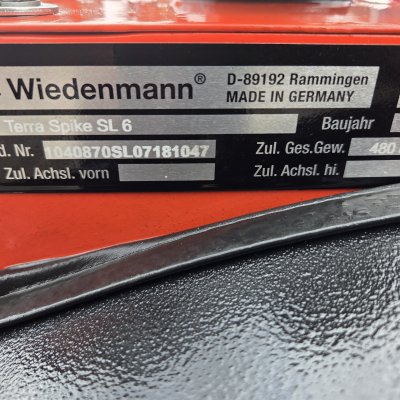 Wiedenmann® D-89192 Rammingen
MADE IN GERMANY
Terra Spike SL 6 Baujahr
d. Nr. 1040870SL07181047 Zul. Ges.Gew. 480
Zul. Achsl. vorn Zul. Achsl. hi.